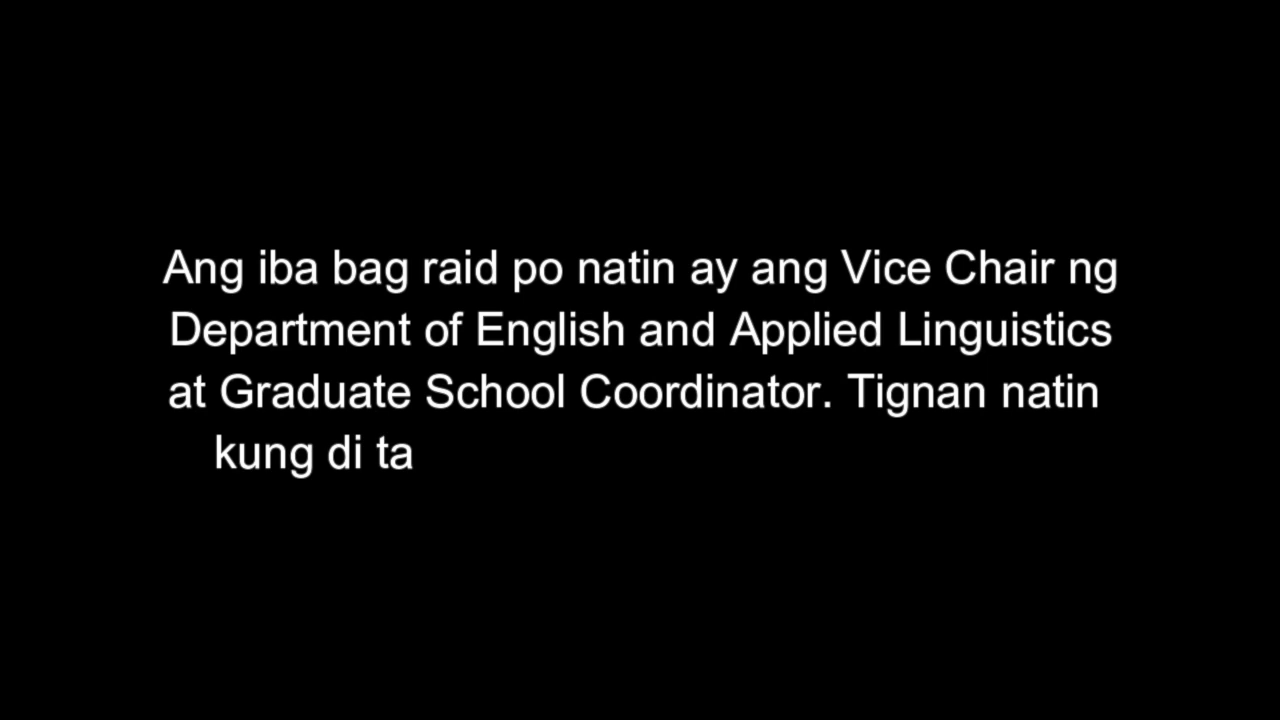 Ang iba bag raid po natin ay ang Vice Chair ng
Department of English and Applied Linguistics
at Graduate School Coordinator. Tignan natin
kung di ta